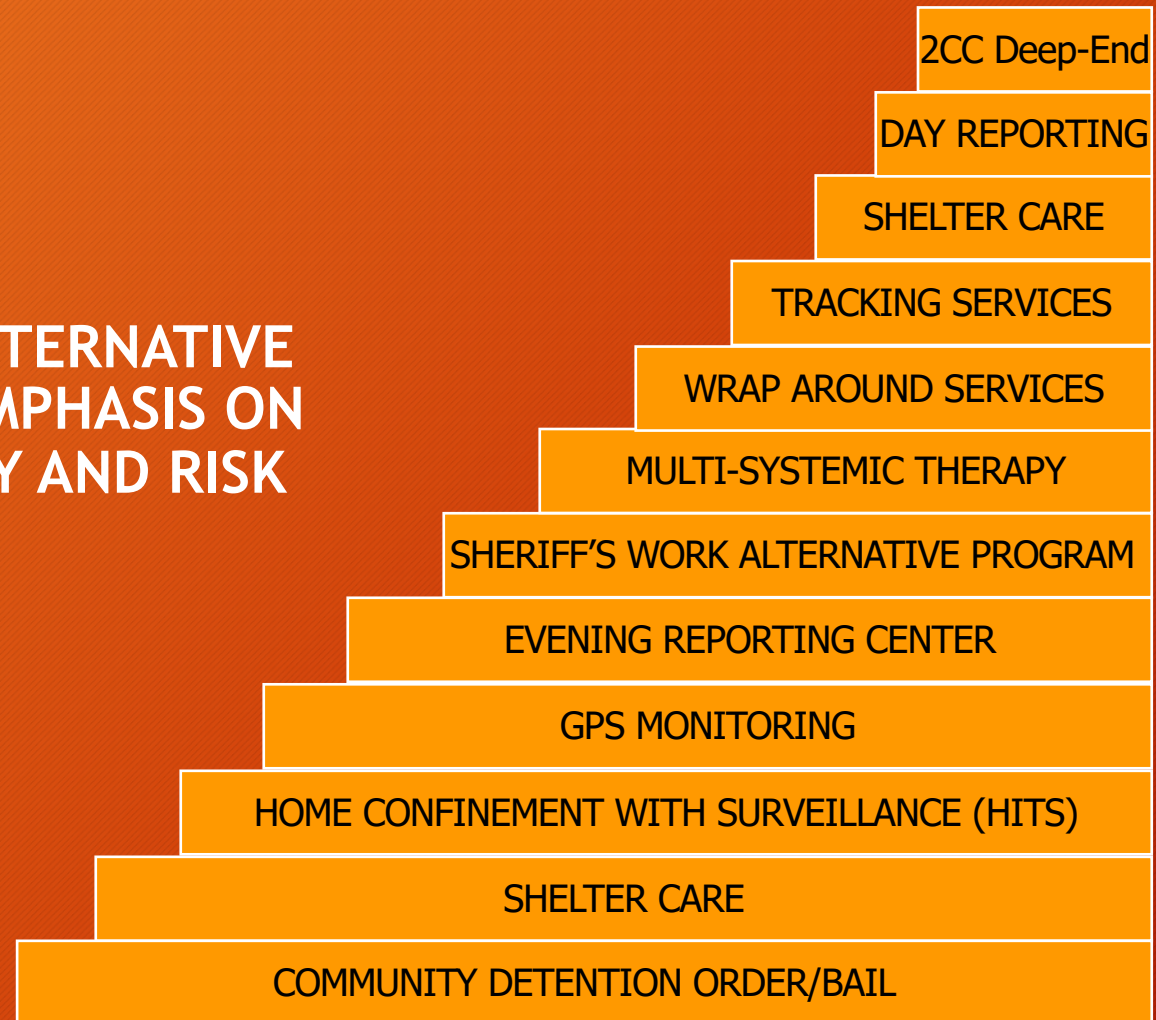 2CC Deep-End
DAY REPORTING
SHELTER CARE
TRACKING SERVICES
TERNATIVE
MPHASIS ON
Y AND RISK
WRAP AROUND SERVICES
MULTI-SYSTEMIC THERAPY
SHERIFF’S WORK ALTERNATIVE PROGRAM
EVENING REPORTING CENTER
GPS MONITORING
HOME CONFINEMENT WITH SURVEILLANCE (HITS)
SHELTER CARE
COMMUNITY DETENTION ORDER/BAIL